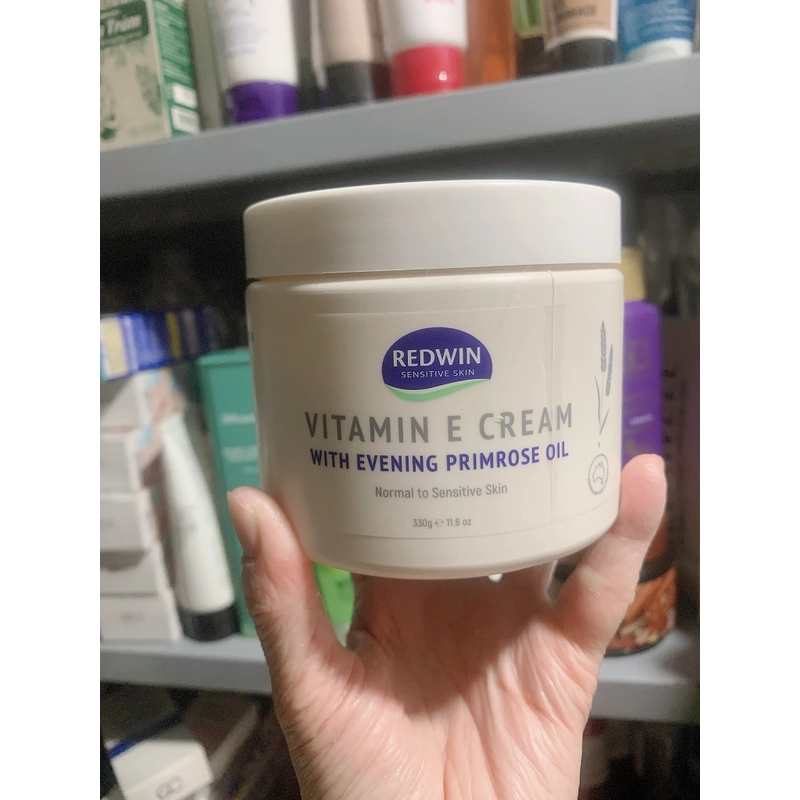 REDWIN
SENSITIVE SKIN
VITAMIN E CREAM
WITH EVENING PRIMROSE OIL
Normal to Sensitive Skin
330g ℮ 11.6 oz